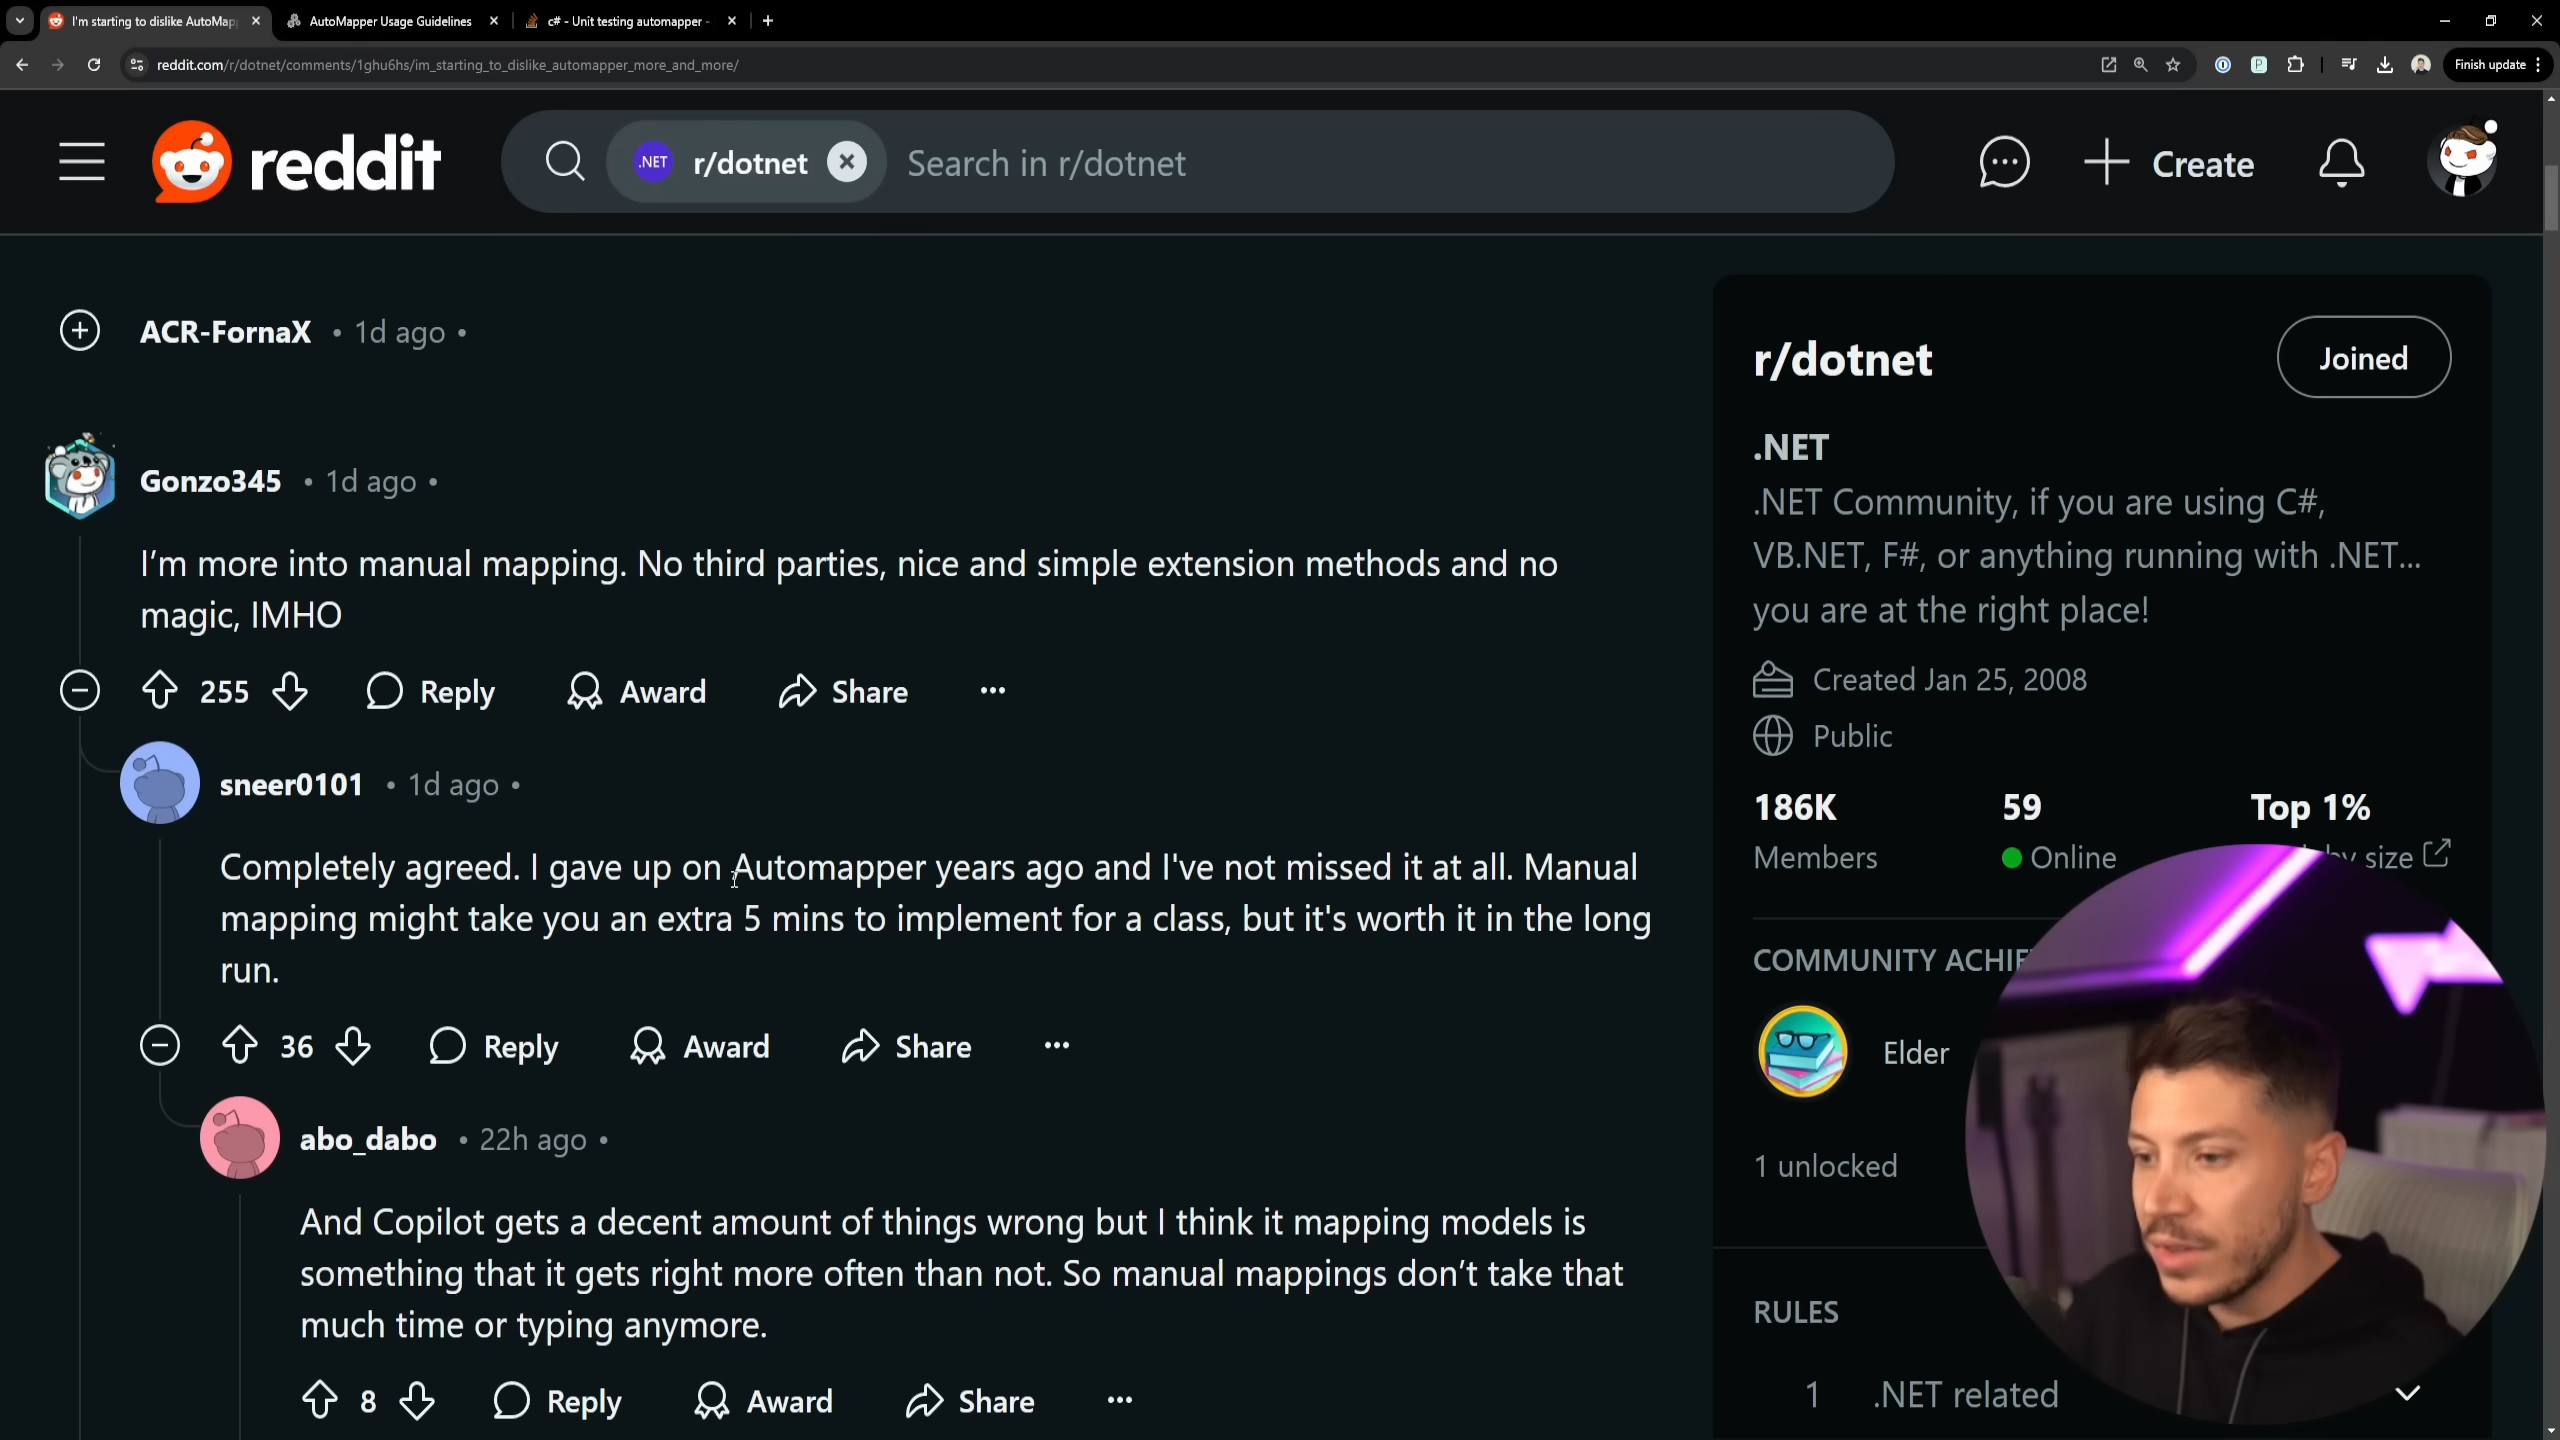 I'm starting to dislike AutoMap
AutoMapper Usage Guidelines
c# - Unit testing automapper -
reddit.com/r/dotnet/comments/1ghu6hs/im_starting_to_dislike_automapper_more_and_more/
Finish update
reddit
.NET r/dotnet Search in r/dotnet
Create
ACR-FornaX • 1d ago •
Gonzo345 • 1d ago •
I’m more into manual mapping. No third parties, nice and simple extension methods and no
magic, IMHO
255 Reply Award Share
sneer0101 • 1d ago •
Completely agreed. I gave up on Automapper years ago and I've not missed it at all. Manual
mapping might take you an extra 5 mins to implement for a class, but it's worth it in the long
run.
36 Reply Award Share
abo_dabo • 22h ago •
And Copilot gets a decent amount of things wrong but I think it mapping models is
something that it gets right more often than not. So manual mappings don’t take that
much time or typing anymore.
8 Reply Award Share
r/dotnet
Joined
.NET
.NET Community, if you are using C#,
VB.NET, F#, or anything running with .NET...
you are at the right place!
Created Jan 25, 2008
Public
186K 59 Top 1%
Members Online by size
COMMUNITY ACHIE
Elder
1 unlocked
RULES
1 .NET related